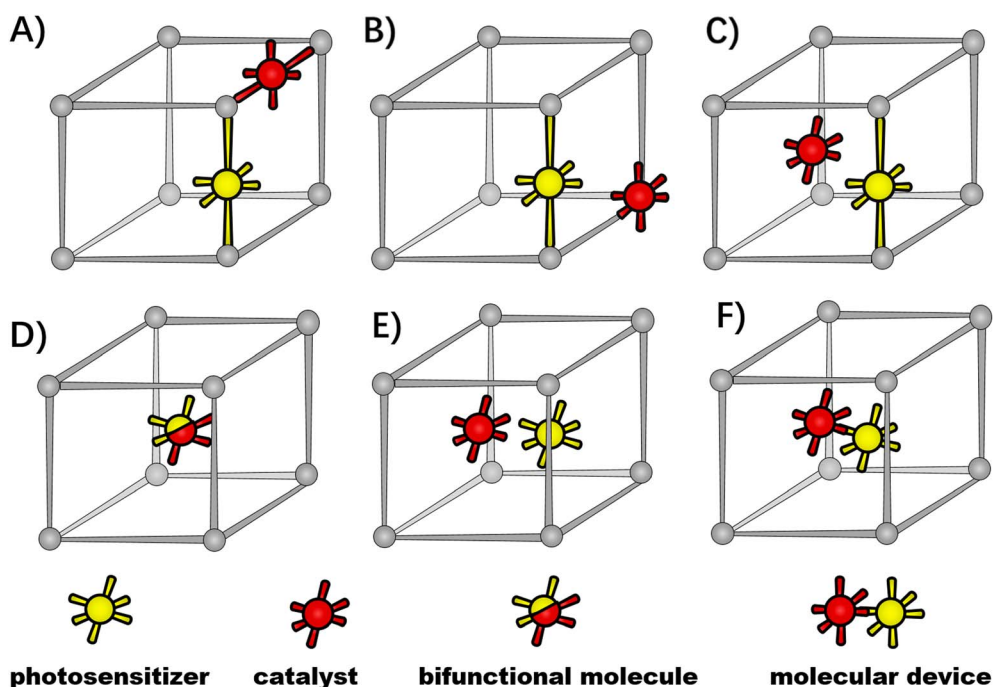 A) B) C)
D) E) F)
photosensitizer catalyst bifunctional molecule molecular device